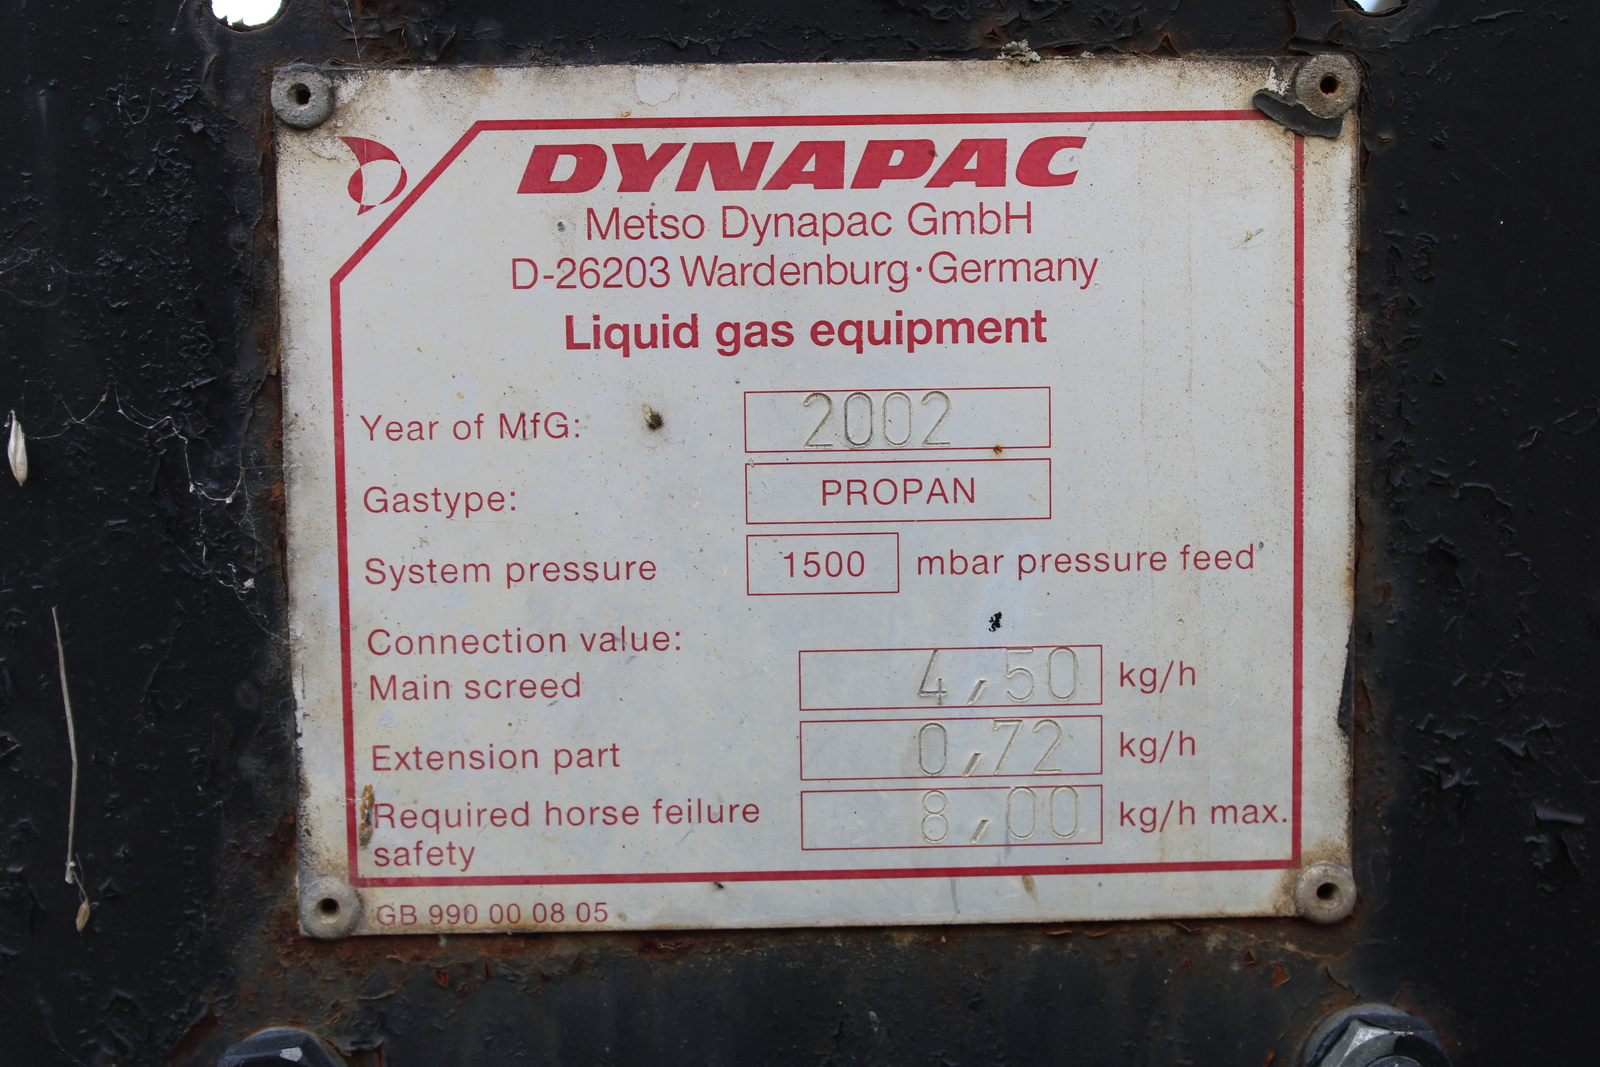 DYNAPAC
Metso Dynapac GmbH
D-26203 Wardenburg·Germany
Liquid gas equipment
Year of MfG: 2002
Gastype: PROPAN
System pressure 1500 mbar pressure feed
Connection value:
Main screed 4,50 kg/h
Extension part 0,72 kg/h
Required horse feilure 8,00 kg/h max.
safety
GB 990 00 08 05